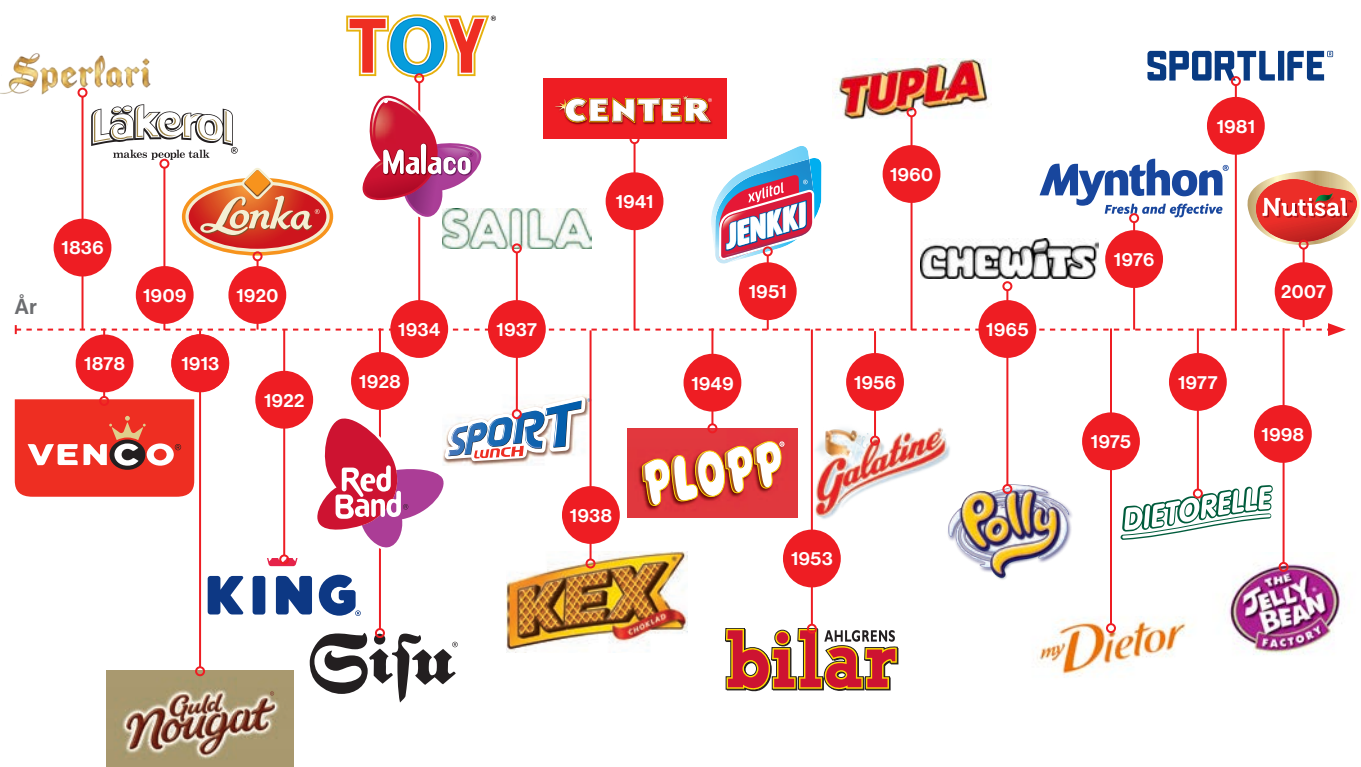 TOY®
Sperlari
Läkerol®
makes people talk
Lonka®
Malaco
SAILA
CENTER®
xylitol®
JENKKI
TUPLA
CHEWITS
Mynthon®
Fresh and effective
SPORTLIFE®
Nutisal
1836
1909
1920
1941
1951
1960
1976
1981
2007
År
1934
1937
1965
1878
1913
1922
1928
1949
1956
1975
1977
1998
1938
1953
VENCO®
Red
Band®
SPORT
LUNCH
PLOPP®
Galatine
Polly
DIETORELLE
KING®
Sisu®
KEX
CHOKLAD
AHLGRENS
bilar
my Dietor
THE
JELLY
BEAN
FACTORY
Guld
Nougat